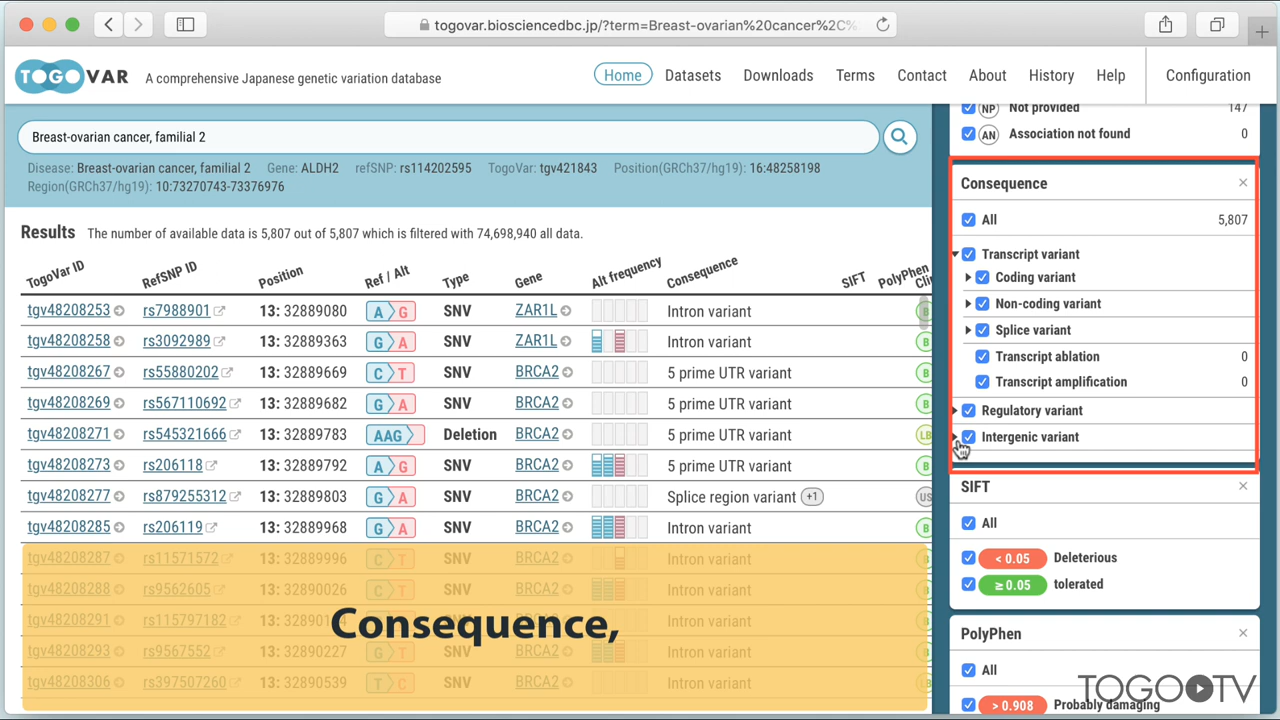 togovar.biosciencedbc.jp/?term=Breast-ovarian%20cancer%2C%
TOGOVAR A comprehensive Japanese genetic variation database Home Datasets Downloads Terms Contact About History Help Configuration
Breast-ovarian cancer, familial 2
Disease: Breast-ovarian cancer, familial 2 Gene: ALDH2 refSNP: rs114202595 TogoVar: tgv421843 Position(GRCh37/hg19): 16:48258198
Region(GRCh37/hg19): 10:73270743-73376976
Results The number of available data is 5,807 out of 5,807 which is filtered with 74,698,940 all data.
TogoVar ID RefSNP ID Position Ref / Alt Type Gene Alt frequency Consequence SIFT PolyPhen Cli
tgv48208253 rs7988901 13: 32889080 A G SNV ZAR1L Intron variant B
tgv48208258 rs3092989 13: 32889363 G A SNV ZAR1L Intron variant B
tgv48208267 rs55880202 13: 32889669 C T SNV BRCA2 5 prime UTR variant B
tgv48208269 rs567110692 13: 32889682 G A SNV BRCA2 5 prime UTR variant B
tgv48208271 rs545321666 13: 32889783 AAG Deletion BRCA2 5 prime UTR variant LB
tgv48208273 rs206118 13: 32889792 A G SNV BRCA2 5 prime UTR variant B
tgv48208277 rs879255312 13: 32889803 G A SNV BRCA2 Splice region variant +1 US
tgv48208285 rs206119 13: 32889968 G A SNV BRCA2 Intron variant B
tgv48208287 rs11571572 13: 32889996 C T SNV BRCA2 Intron variant B
tgv48208288 rs9562605 13: 32890026 G A SNV BRCA2 Intron variant B
tgv48208291 rs115797182 SNV BRCA2 Intron variant
tgv48208293 rs9567552 13: 32890227 G T SNV BRCA2 Intron variant B
tgv48208306 rs397507260 13: 32890539 T C SNV BRCA2 Intron variant
Consequence,
NP Not provided 147
AN Association not found 0
Consequence
All 5,807
Transcript variant
Coding variant
Non-coding variant
Splice variant
Transcript ablation 0
Transcript amplification 0
Regulatory variant
Intergenic variant
SIFT
All
< 0.05 Deleterious
≥ 0.05 tolerated
PolyPhen
All
> 0.908 Probably damaging
TOGO TV